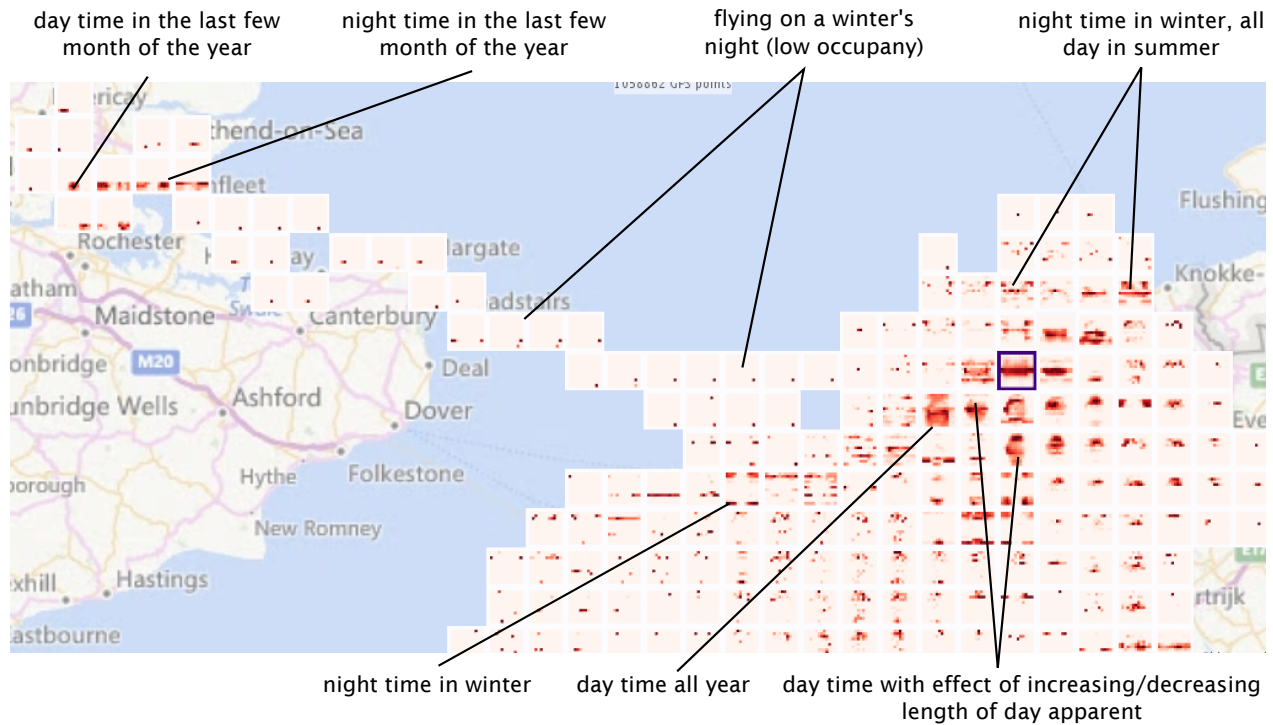 day time in the last few
month of the year
night time in the last few
month of the year
flying on a winter's
night (low occupany)
night time in winter, all
day in summer
1058862 GPS points
ericay
thend-on-Sea
nfleet
Flushing
Rochester
H
ay
largate
Knokke-
atham
adstairs
26
Maidstone
Canterbury
onbridge
M20
Deal
E
unbridge Wells
Ashford
Dover
Eve
Folkestone
Hythe
borough
New Romney
E17
exhill
Hastings
rtrijk
astbourne
night time in winter
day time all year
day time with effect of increasing/decreasing
length of day apparent